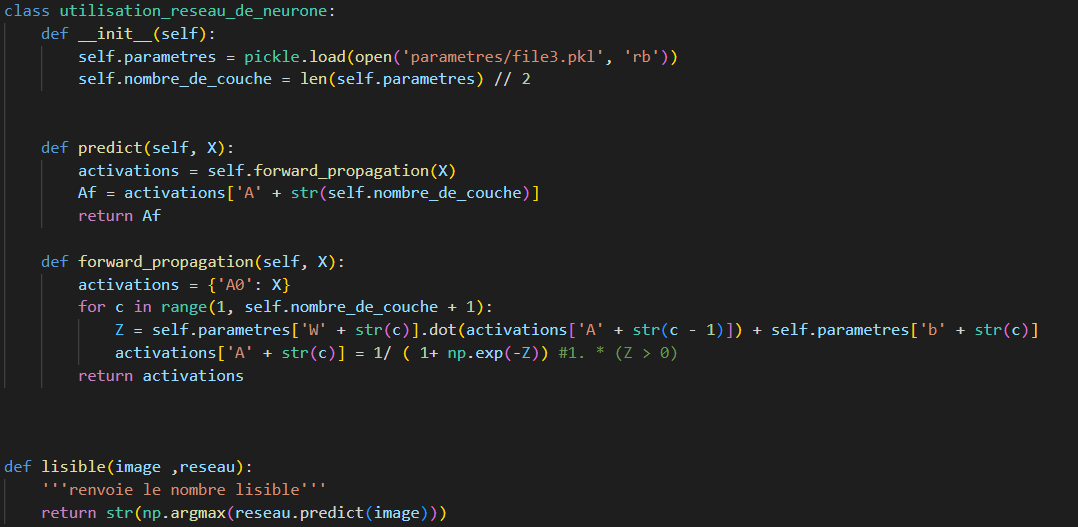 class utilisation_reseau_de_neurone:
    def __init__(self):
        self.parametres = pickle.load(open('parametres/file3.pkl', 'rb'))
        self.nombre_de_couche = len(self.parametres) // 2
    def predict(self, X):
        activations = self.forward_propagation(X)
        Af = activations['A' + str(self.nombre_de_couche)]
        return Af
    def forward_propagation(self, X):
        activations = {'A0': X}
        for c in range(1, self.nombre_de_couche + 1):
            Z = self.parametres['W' + str(c)].dot(activations['A' + str(c - 1)]) + self.parametres['b' + str(c)]
            activations['A' + str(c)] = 1/ ( 1+ np.exp(-Z)) #1. * (Z > 0)
        return activations
def lisible(image ,reseau):
    '''renvoie le nombre lisible'''
    return str(np.argmax(reseau.predict(image)))